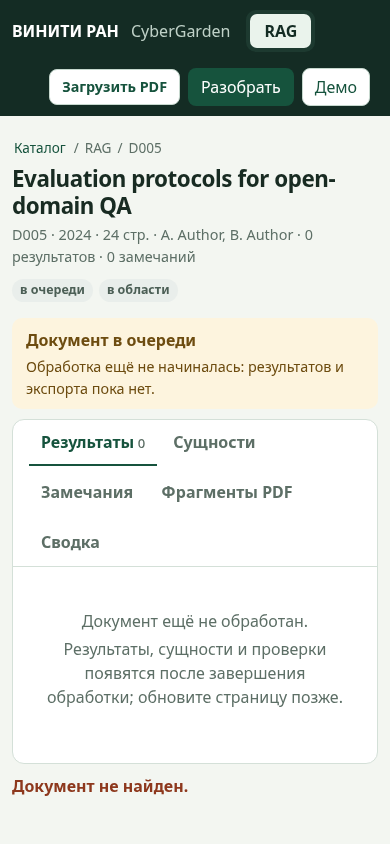 ВИНИТИ РАН CyberGarden RAG
Загрузить PDF Разобрать Демо
Каталог / RAG / D005
Evaluation protocols for open-
domain QA
D005 · 2024 · 24 стр. · A. Author, B. Author · 0
результатов · 0 замечаний
в очереди в области
Документ в очереди
Обработка ещё не начиналась: результатов и
экспорта пока нет.
Результаты 0 Сущности
Замечания Фрагменты PDF
Сводка
Документ ещё не обработан.
Результаты, сущности и проверки
появятся после завершения
обработки; обновите страницу позже.
Документ не найден.